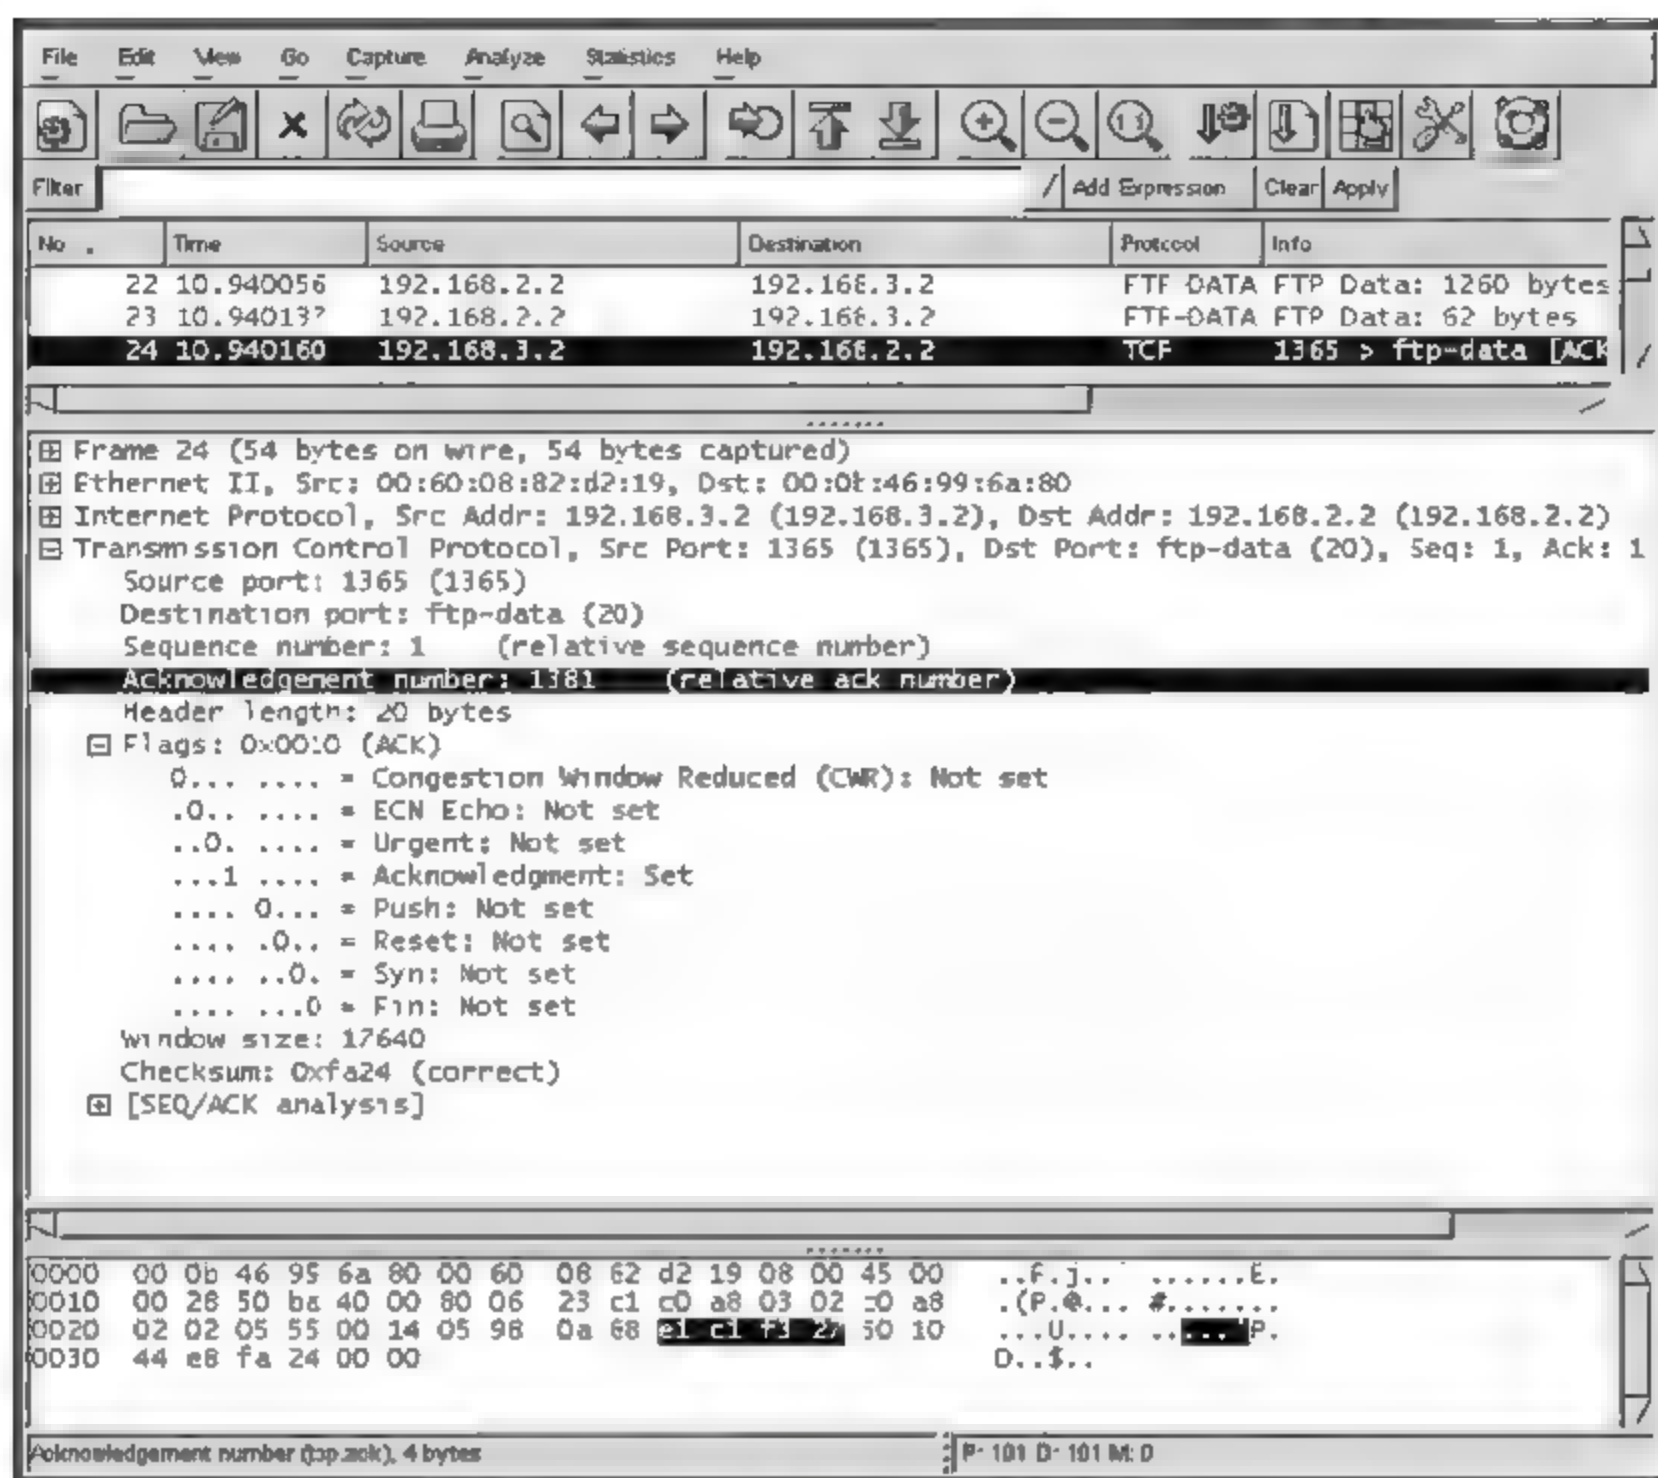 File Edit View Go Capture Analyze Statistics Help
Filter / Add Expression Clear Apply
No . Time Source Destination Protocol Info
22 10.940056 192.168.2.2 192.168.3.2 FTP-DATA FTP Data: 1260 bytes
23 10.940137 192.168.2.2 192.168.3.2 FTP-DATA FTP Data: 62 bytes
24 10.940160 192.168.3.2 192.168.2.2 TCP 1365 > ftp-data [ACK
Frame 24 (54 bytes on wire, 54 bytes captured)
Ethernet II, Src: 00:60:08:82:d2:19, Dst: 00:0b:46:99:6a:80
Internet Protocol, Src Addr: 192.168.3.2 (192.168.3.2), Dst Addr: 192.168.2.2 (192.168.2.2)
Transmission Control Protocol, Src Port: 1365 (1365), Dst Port: ftp-data (20), Seq: 1, Ack: 1
Source port: 1365 (1365)
Destination port: ftp-data (20)
Sequence number: 1 (relative sequence number)
Acknowledgement number: 1381 (relative ack number)
Header length: 20 bytes
Flags: 0x0010 (ACK)
0... .... = Congestion Window Reduced (CWR): Not set
.0.. .... = ECN Echo: Not set
..0. .... = Urgent: Not set
...1 .... = Acknowledgment: Set
.... 0... = Push: Not set
.... .0.. = Reset: Not set
.... ..0. = Syn: Not set
.... ...0 = Fin: Not set
Window size: 17640
Checksum: 0xfa24 (correct)
[SEQ/ACK analysis]
0000 00 0b 46 99 6a 80 00 60 08 82 d2 19 08 00 45 00 ..F.j..` ......E.
0010 00 28 50 ba 40 00 80 06 23 c1 c0 a8 03 02 c0 a8 .(P.@... #.......
0020 02 02 05 55 00 14 05 98 0a 68 e1 c1 f3 27 50 10 ...U.... .....'P.
0030 44 e8 fa 24 00 00 D..$..
Acknowledgement number (tcp.ack), 4 bytes P: 101 D: 101 M: 0